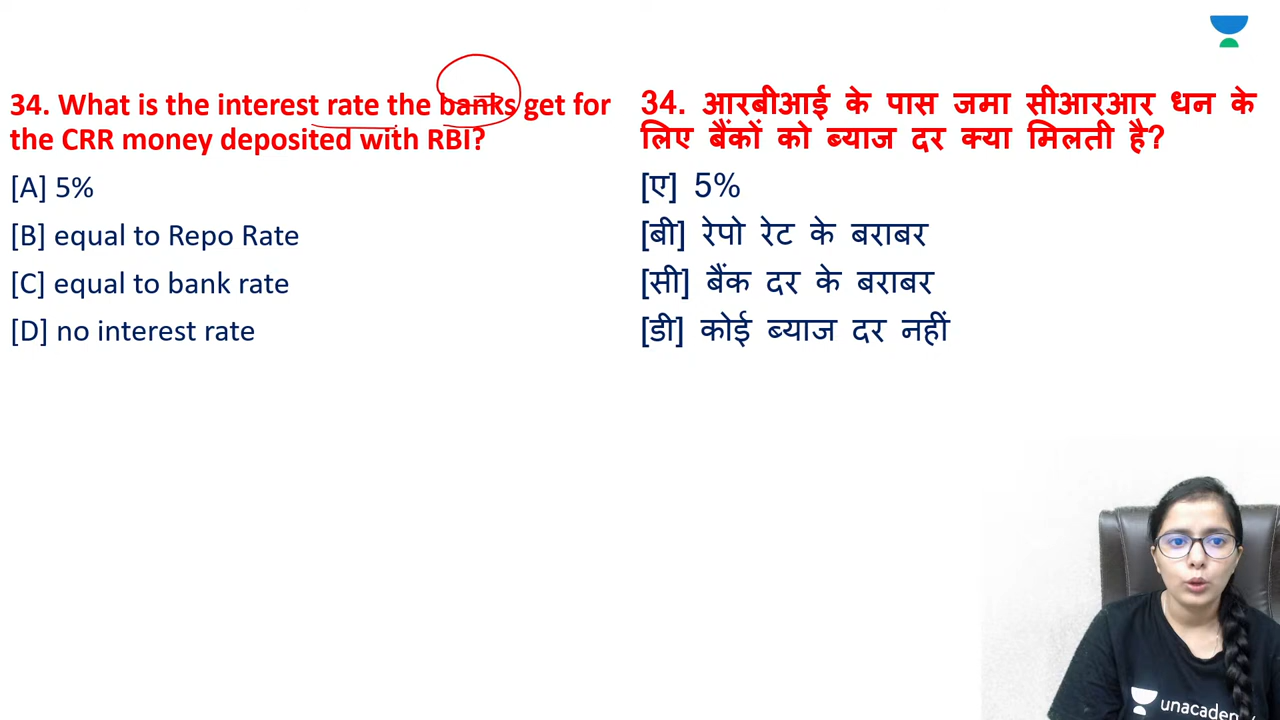 34. What is the interest rate the banks get for
the CRR money deposited with RBI?
[A] 5%
[B] equal to Repo Rate
[C] equal to bank rate
[D] no interest rate
34. आरबीआई के पास जमा सीआरआर धन के
लिए बैंकों को ब्याज दर क्या मिलती है?
[ए] 5%
[बी] रेपो रेट के बराबर
[सी] बैंक दर के बराबर
[डी] कोई ब्याज दर नहीं